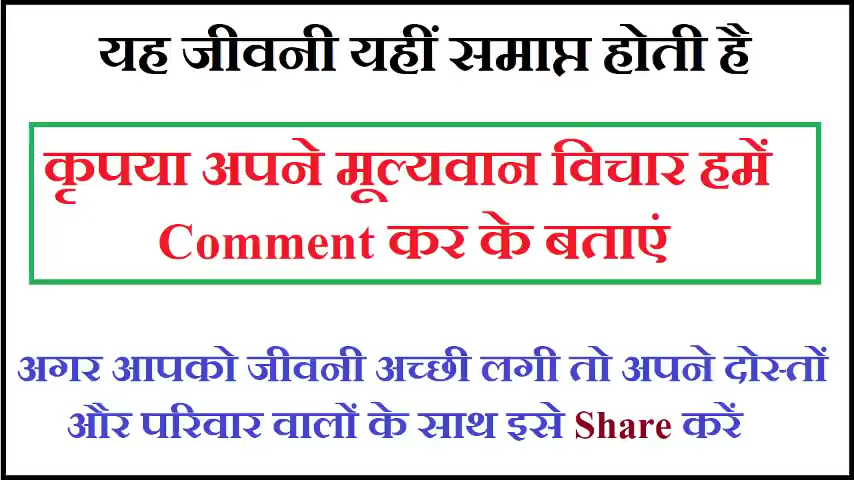 यह जीवनी यहीं समाप्त होती है
कृपया अपने मूल्यवान विचार हमें
Comment कर के बताएं
अगर आपको जीवनी अच्छी लगी तो अपने दोस्तों
और परिवार वालों के साथ इसे Share करें